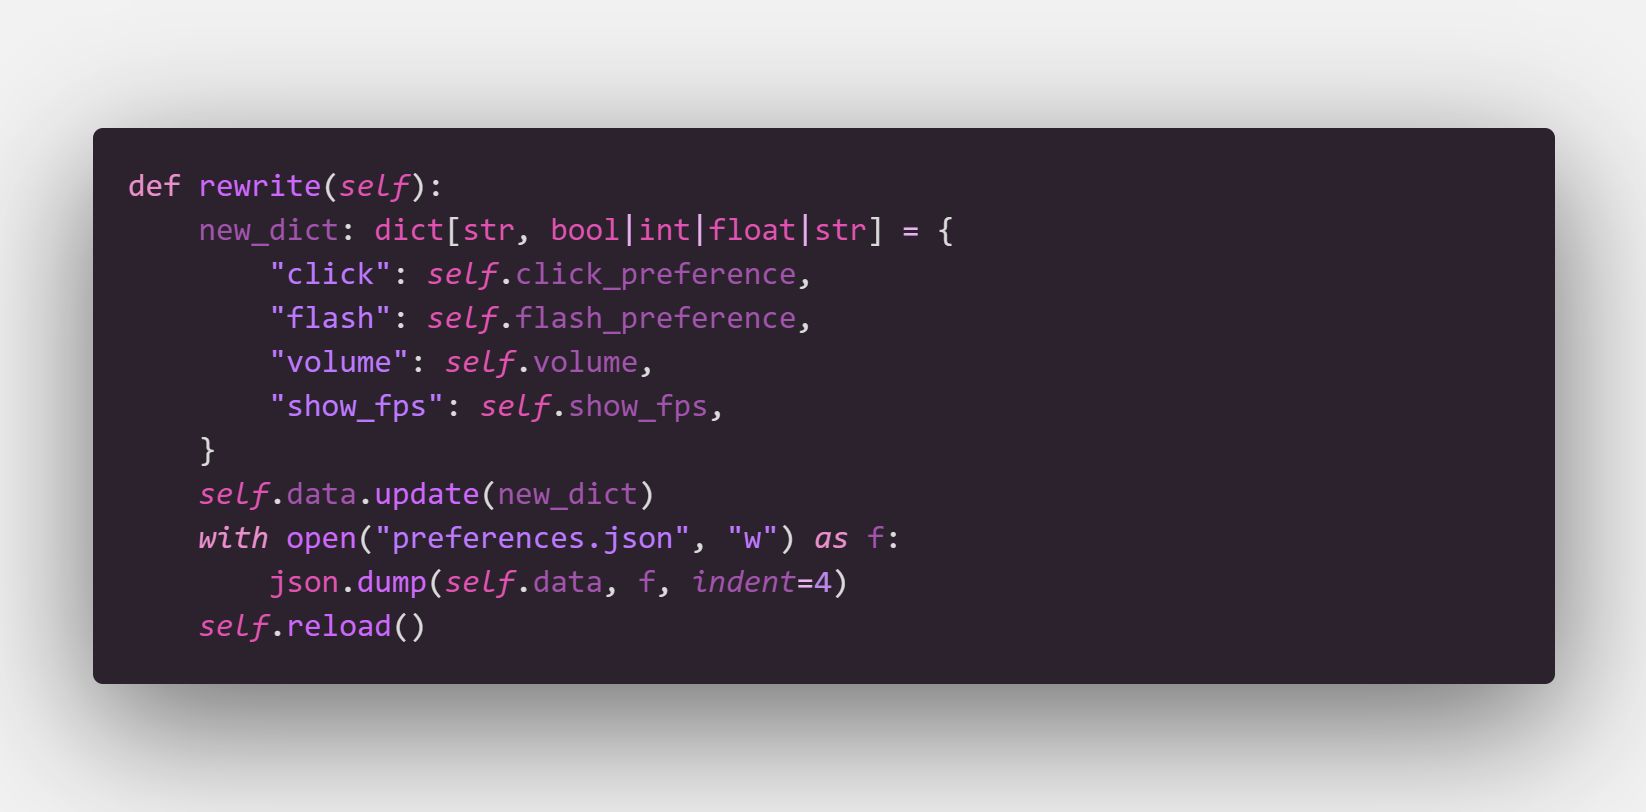 def rewrite(self):
    new_dict: dict[str, bool|int|float|str] = {
        "click": self.click_preference,
        "flash": self.flash_preference,
        "volume": self.volume,
        "show_fps": self.show_fps,
    }
    self.data.update(new_dict)
    with open("preferences.json", "w") as f:
        json.dump(self.data, f, indent=4)
    self.reload()